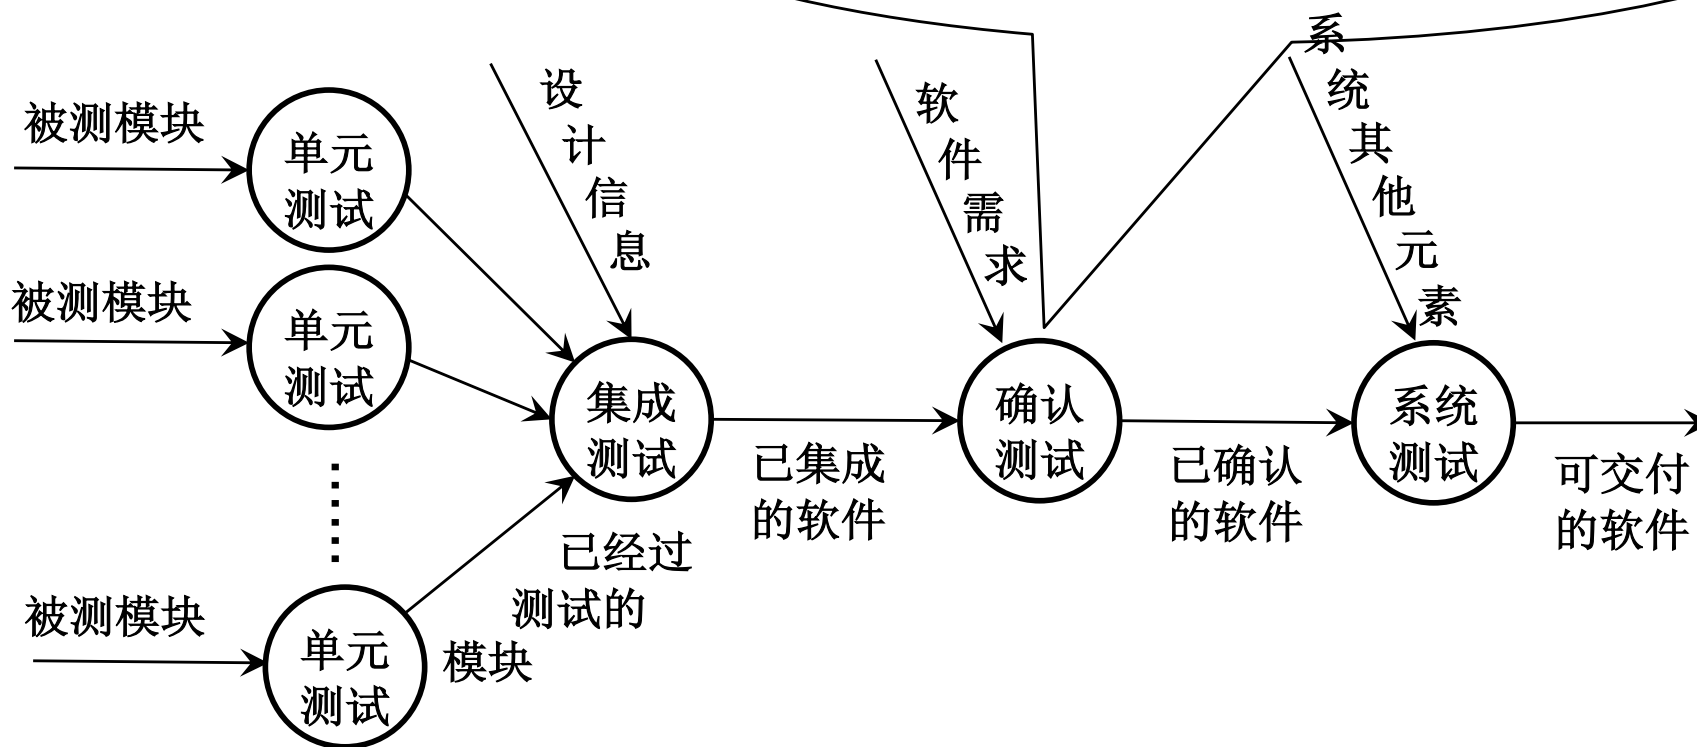 被测模块
单元
测试
被测模块
单元
测试
被测模块
单元
测试
设计信息
集成
测试
已经过
测试的
模块
已集成
的软件
软件需求
确认
测试
已确认
的软件
系统其他元素
系统
测试
可交付
的软件